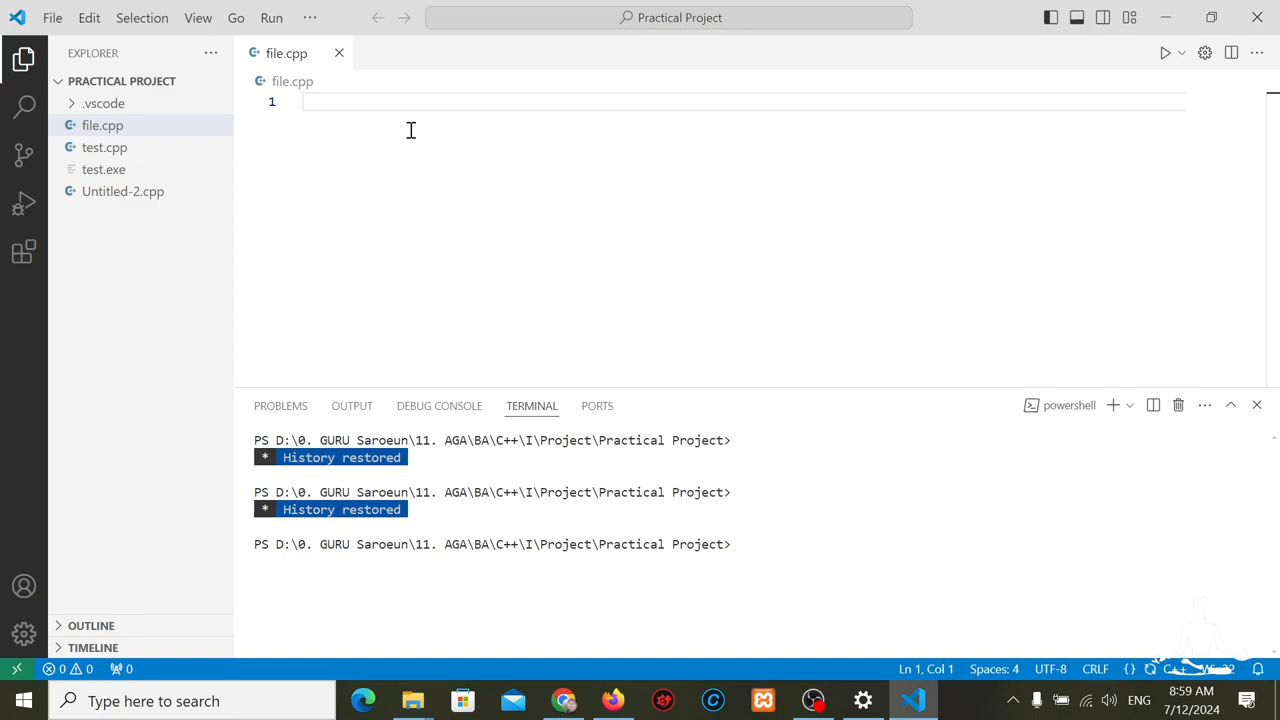 File Edit Selection View Go Run ···
Practical Project
EXPLORER ···
file.cpp
PRACTICAL PROJECT
.vscode
file.cpp
test.cpp
test.exe
Untitled-2.cpp
file.cpp
1
PROBLEMS OUTPUT DEBUG CONSOLE TERMINAL PORTS
powershell
PS D:\0. GURU Saroeun\11. AGA\BA\C++\I\Project\Practical Project>
* History restored
PS D:\0. GURU Saroeun\11. AGA\BA\C++\I\Project\Practical Project>
* History restored
PS D:\0. GURU Saroeun\11. AGA\BA\C++\I\Project\Practical Project>
OUTLINE
TIMELINE
0 0 0
Ln 1, Col 1 Spaces: 4 UTF-8 CRLF {} C++
Type here to search
ENG
8:59 AM
7/12/2024